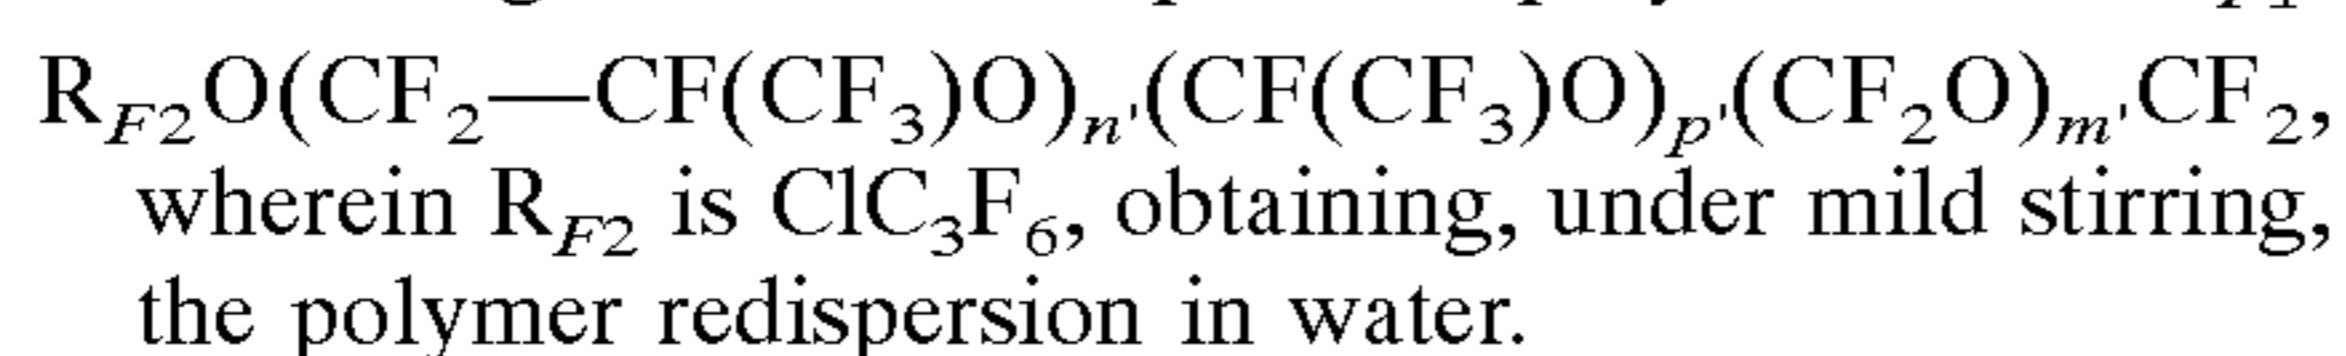 R_{F2}O(CF_2—CF(CF_3)O)_{n'}(CF(CF_3)O)_{p'}(CF_2O)_{m'}CF_2,
wherein R_{F2} is ClC_3F_6, obtaining, under mild stirring,
the polymer redispersion in water.